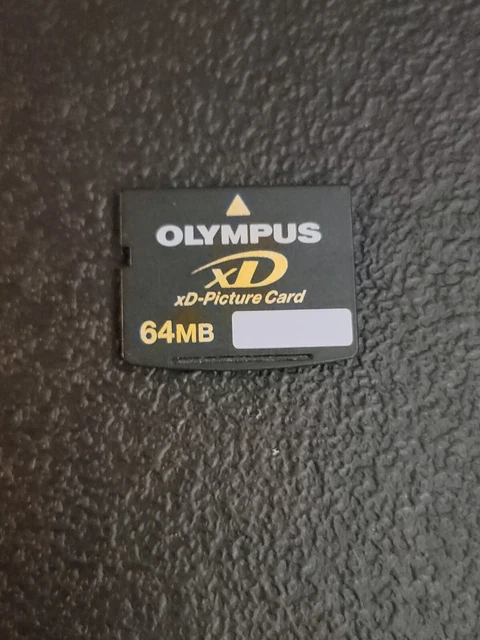 OLYMPUS
xD
xD-Picture Card
64MB